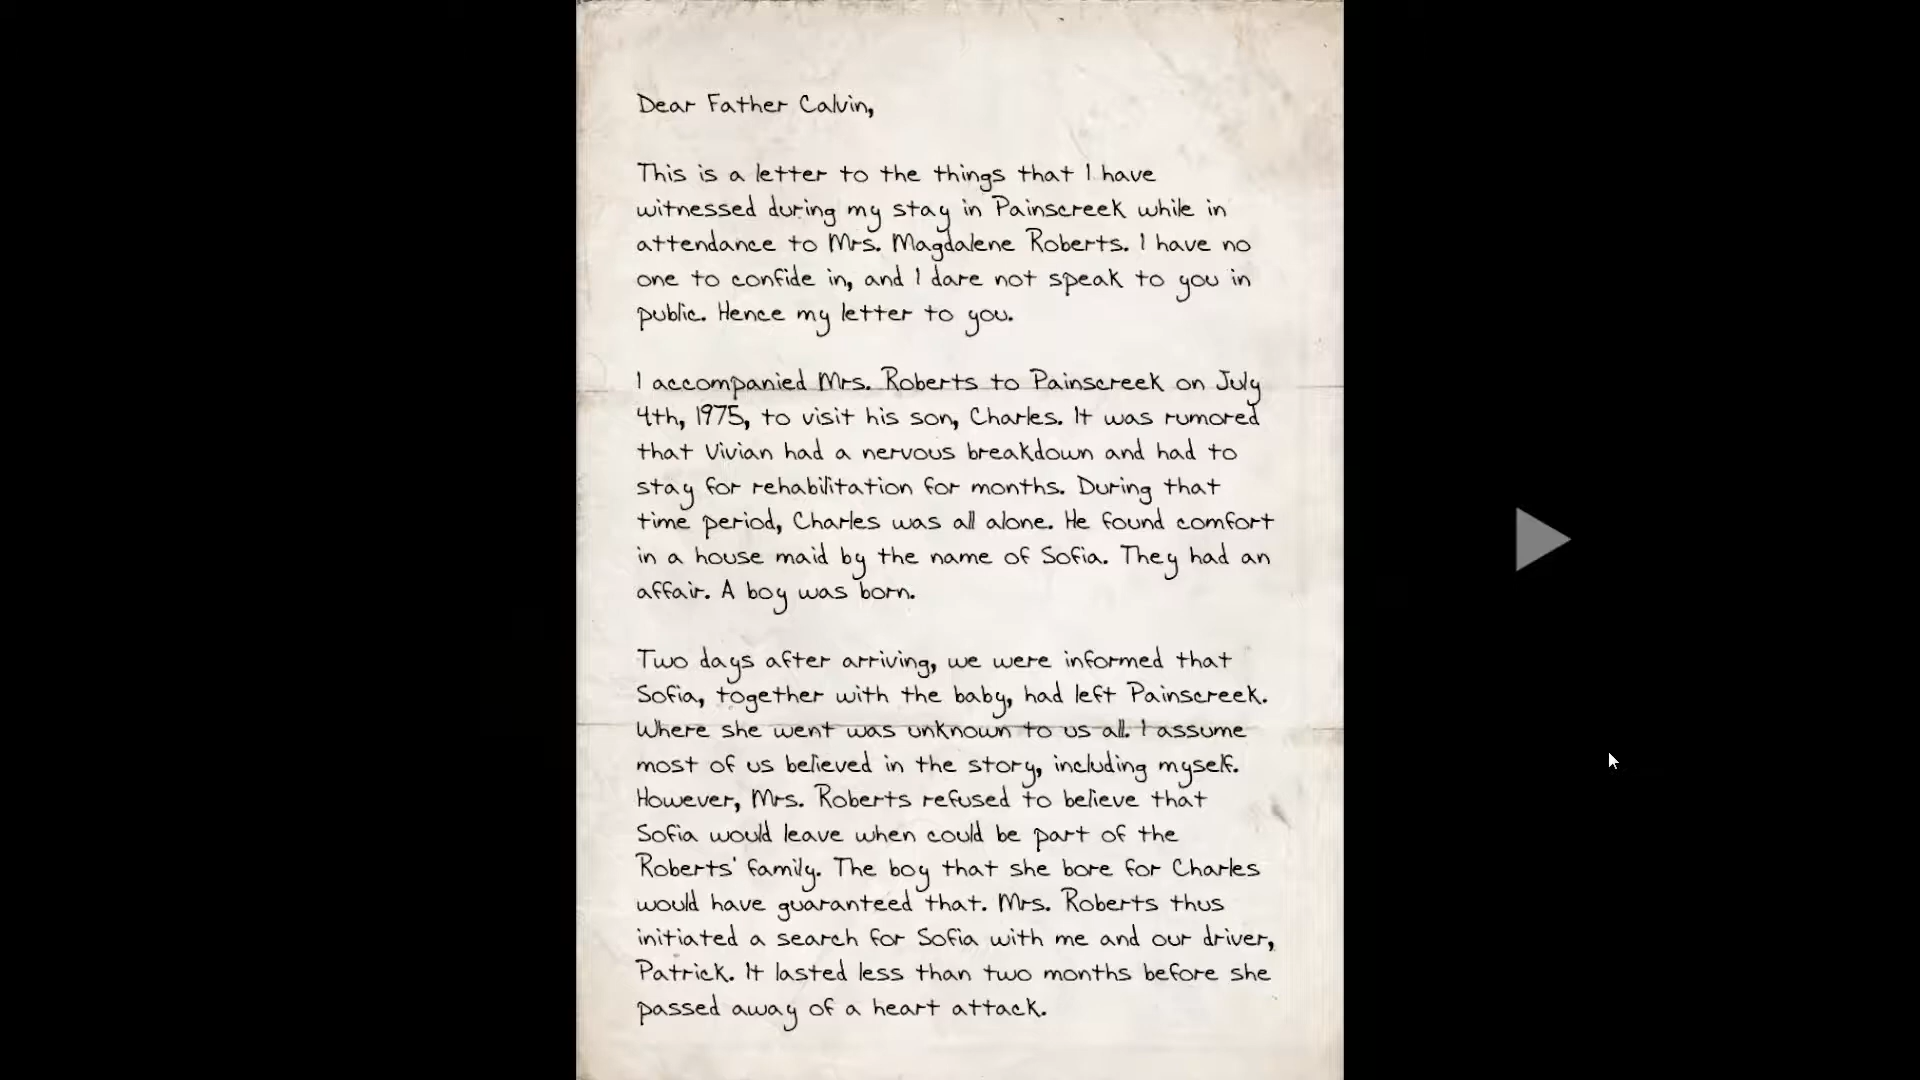 Dear Father Calvin,
This is a letter to the things that I have
witnessed during my stay in Painscreek while in
attendance to Mrs. Magdalene Roberts. I have no
one to confide in, and I dare not speak to you in
public. Hence my letter to you.
I accompanied Mrs. Roberts to Painscreek on July
4th, 1975, to visit his son, Charles. It was rumored
that Vivian had a nervous breakdown and had to
stay for rehabilitation for months. During that
time period, Charles was all alone. He found comfort
in a house maid by the name of Sofia. They had an
affair. A boy was born.
Two days after arriving, we were informed that
Sofia, together with the baby, had left Painscreek.
Where she went was unknown to us all. I assume
most of us believed in the story, including myself.
However, Mrs. Roberts refused to believe that
Sofia would leave when could be part of the
Roberts' family. The boy that she bore for Charles
would have guaranteed that. Mrs. Roberts thus
initiated a search for Sofia with me and our driver,
Patrick. It lasted less than two months before she
passed away of a heart attack.